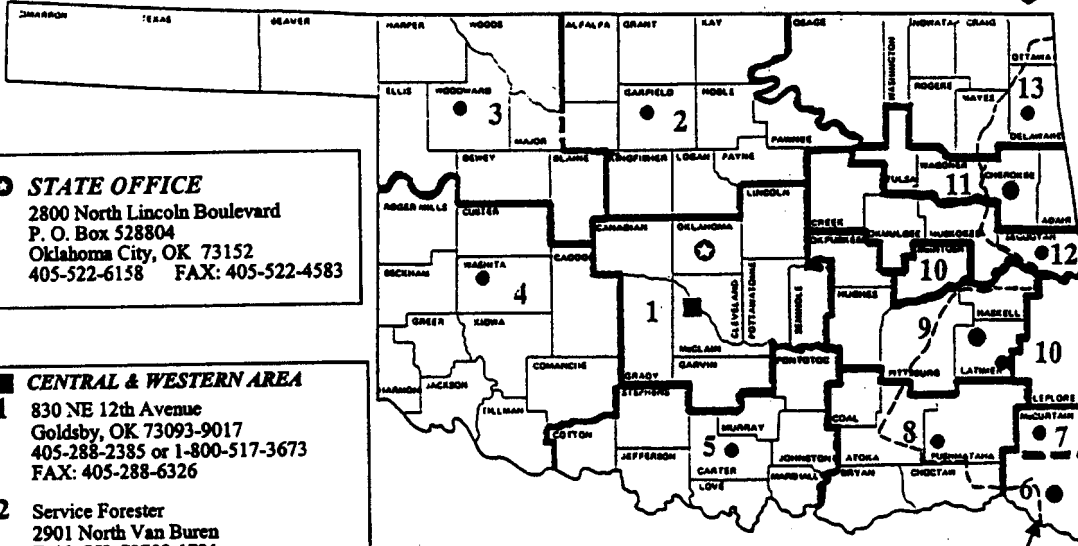 CIMARRON TEXAS BEAVER HARPER WOODS ALFALFA GRANT KAY OSAGE WASHINGTON NOWATA CRAIG
OTTAWA
ELLIS WOODWARD GARFIELD NOBLE ROGERS MAYES 13
3 2
MAJOR PAWNEE DELAWARE
DEWEY BLAINE KINGFISHER LOGAN PAYNE TULSA WAGONER CHEROKEE
11
STATE OFFICE
2800 North Lincoln Boulevard
P. O. Box 528804
Oklahoma City, OK 73152
405-522-6158 FAX: 405-522-4583
ROGER MILLS CUSTER CANADIAN OKLAHOMA LINCOLN CREEK OKMULGEE MUSKOGEE ADAIR
OKFUSKEE MCINTOSH SEQUOYAH
BECKHAM WASHITA CADDO 10 12
4 1 CLEVELAND POTTAWATOMIE SEMINOLE HUGHES HASKELL
GREER KIOWA 9
MCCLAIN 10
HARMON JACKSON COMANCHE GRADY GARVIN PONTOTOC PITTSBURG LATIMER
LEFLORE
TILLMAN STEPHENS McCURTAIN
COTTON MURRAY COAL 7
5 8
JEFFERSON CARTER JOHNSTON ATOKA PUSHMATAHA
LOVE MARSHALL BRYAN CHOCTAW
6
CENTRAL & WESTERN AREA
1 830 NE 12th Avenue
Goldsby, OK 73093-9017
405-288-2385 or 1-800-517-3673
FAX: 405-288-6326
2 Service Forester
2901 North Van Buren